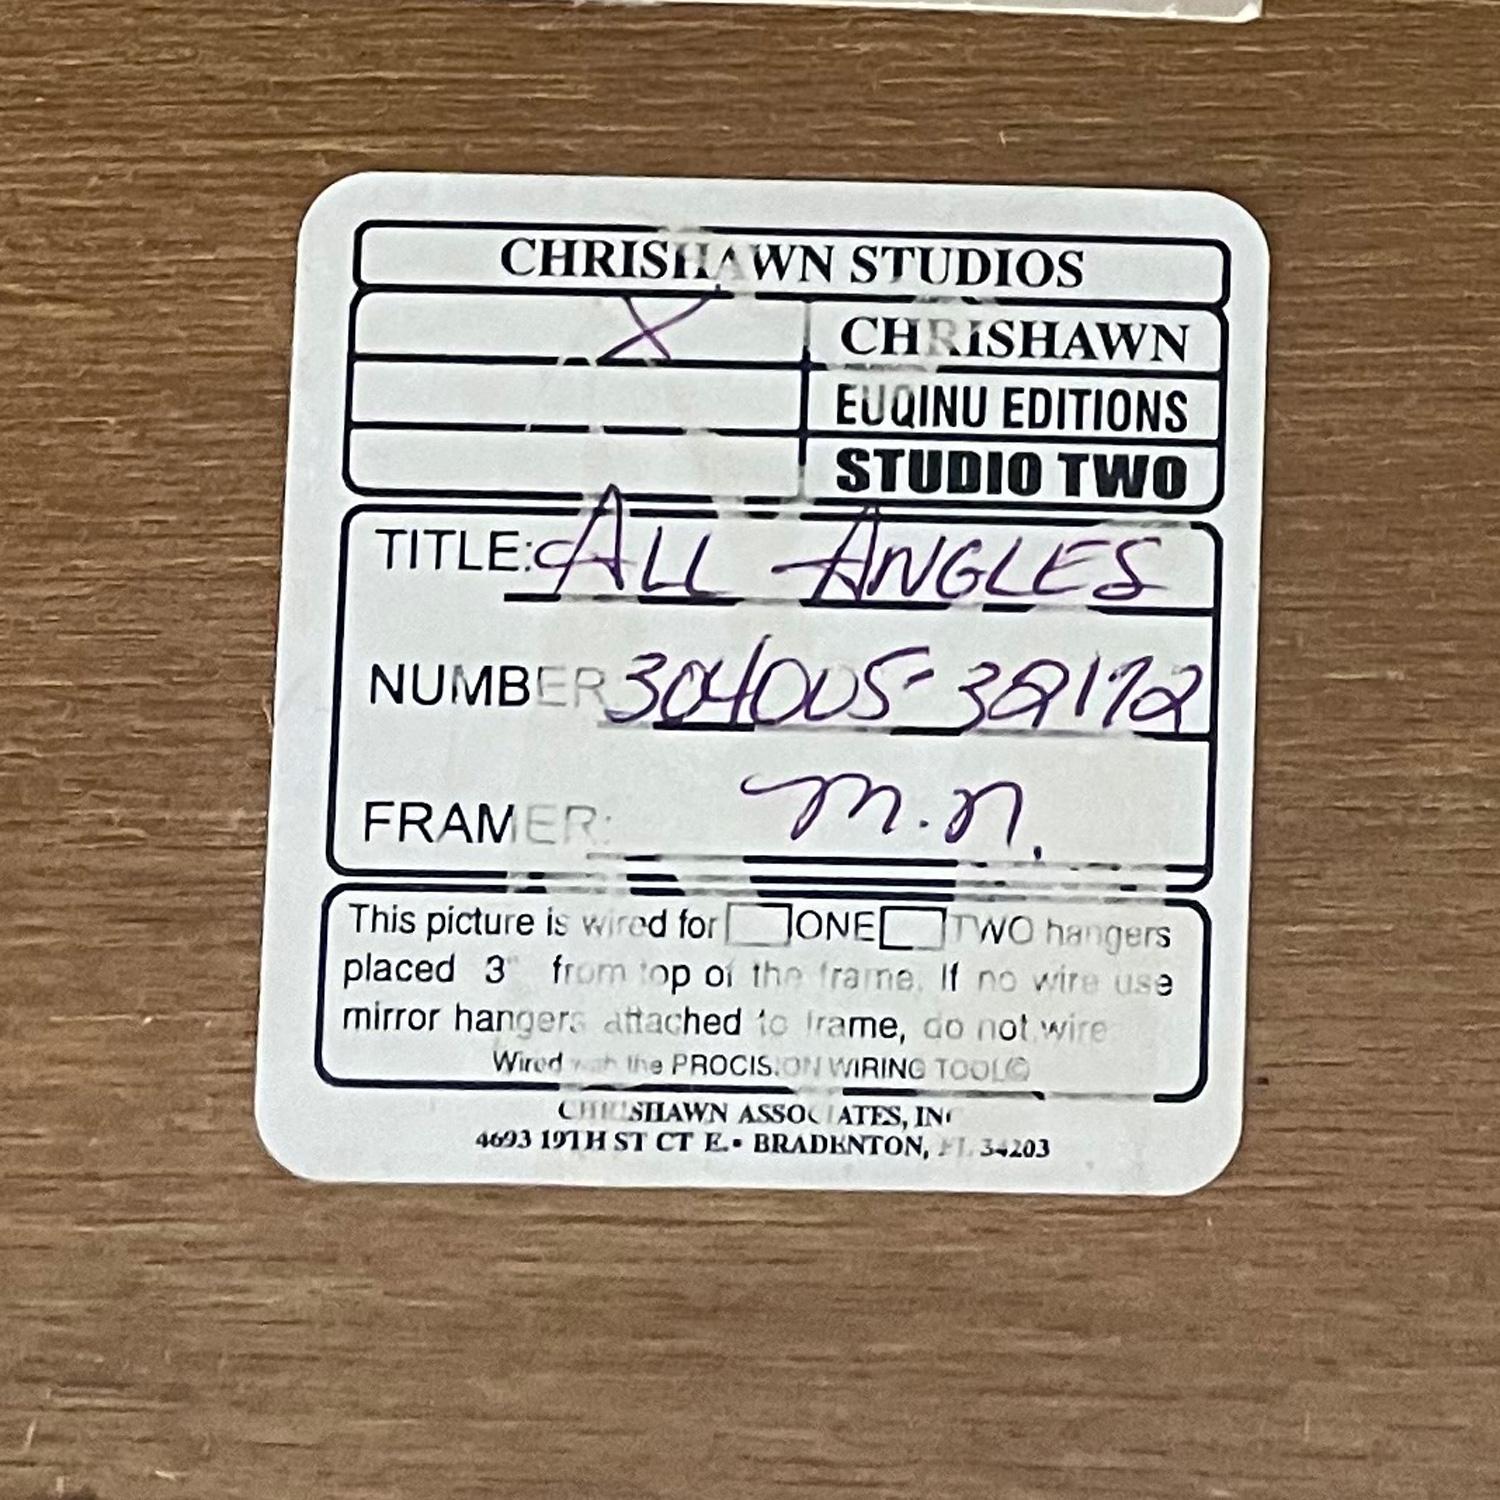 CHRISHAWN STUDIOS
X CHRISHAWN
EUQINU EDITIONS
STUDIO TWO
TITLE: ALL ANGLES
NUMBER 304005-38172
FRAMER: M.N.
This picture is wired for ONE TWO hangers
placed 3" from top of the frame. If no wire use
mirror hangers attached to frame, do not wire
Wired with the PROCISION WIRING TOOL©
CHRISHAWN ASSOCIATES, INC
4693 19TH ST CT E. • BRADENTON, FL 34203